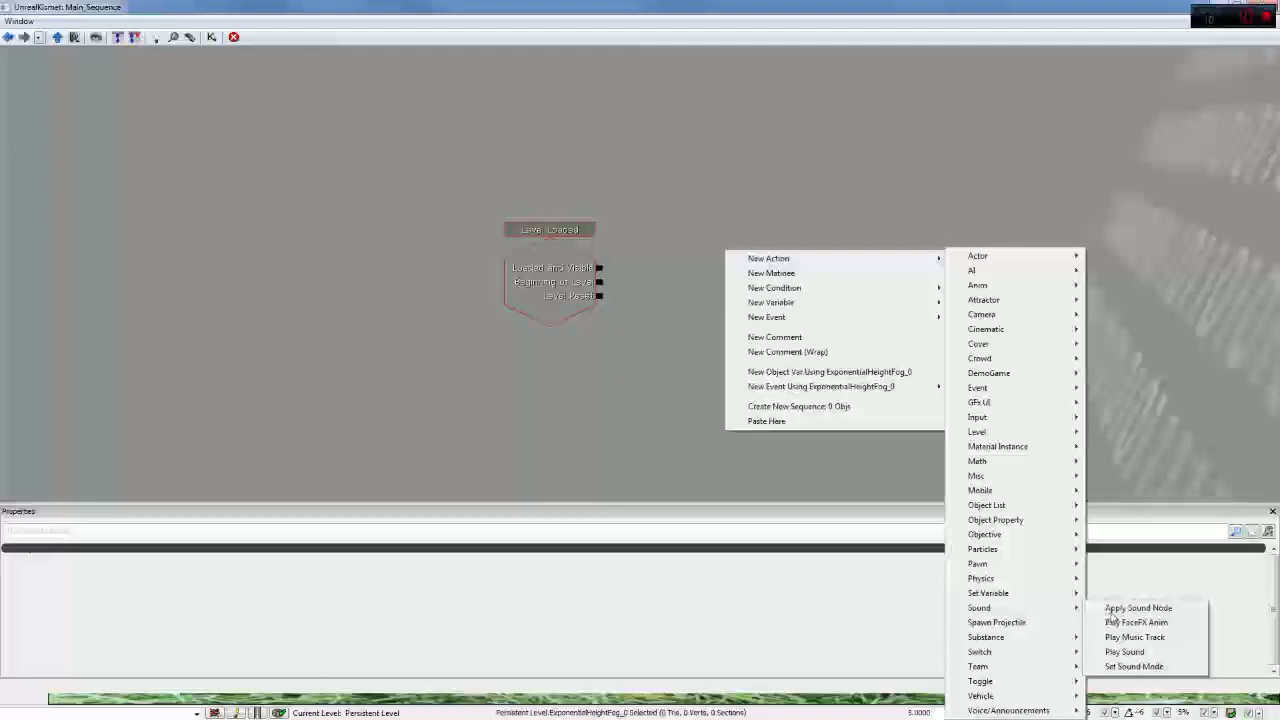 UnrealKismet: Main_Sequence
Window
Level Loaded
Loaded and Visible
Beginning of Level
Level Reset
New Action
New Matinee
New Condition
New Variable
New Event
New Comment
New Comment (Wrap)
New Object Var Using ExponentialHeightFog_0
New Event Using ExponentialHeightFog_0
Create New Sequence: 0 Objs
Paste Here
Actor
AI
Anim
Attractor
Camera
Cinematic
Cover
Crowd
DemoGame
Event
GFx UI
Input
Level
Material Instance
Math
Misc
Mobile
Object List
Object Property
Objective
Particles
Pawn
Physics
Set Variable
Sound
Spawn Projectile
Substance
Switch
Team
Toggle
Vehicle
Voice/Announcements
Apply Sound Node
Play FaceFX Anim
Play Music Track
Play Sound
Set Sound Mode
Properties
Current Level: Persistent Level
Persistent Level.ExponentialHeightFog_0 Selected (0 Tris, 0 Verts, 0 Sections)
5.0000
5%